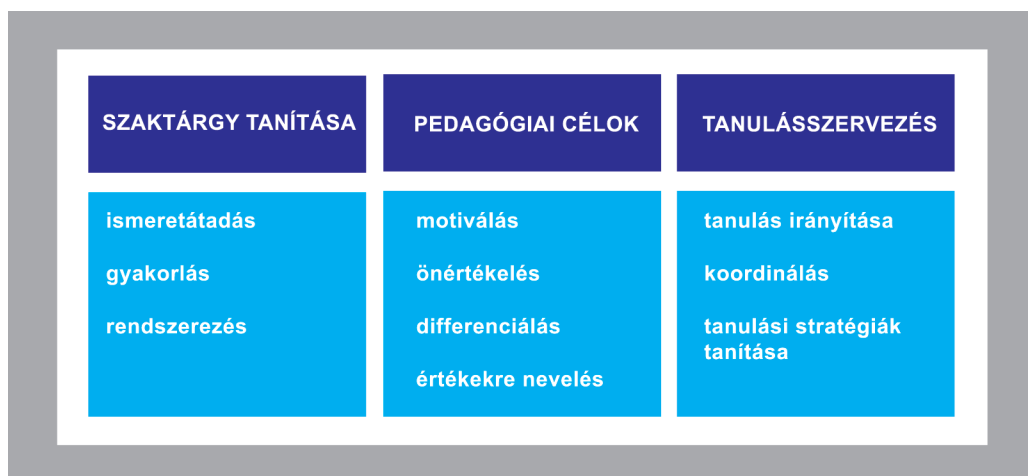 SZAKTÁRGY TANÍTÁSA
ismeretátadás
gyakorlás
rendszerezés
PEDAGÓGIAI CÉLOK
motiválás
önértékelés
differenciálás
értékekre nevelés
TANULÁSSZERVEZÉS
tanulás irányítása
koordinálás
tanulási stratégiák
tanítása